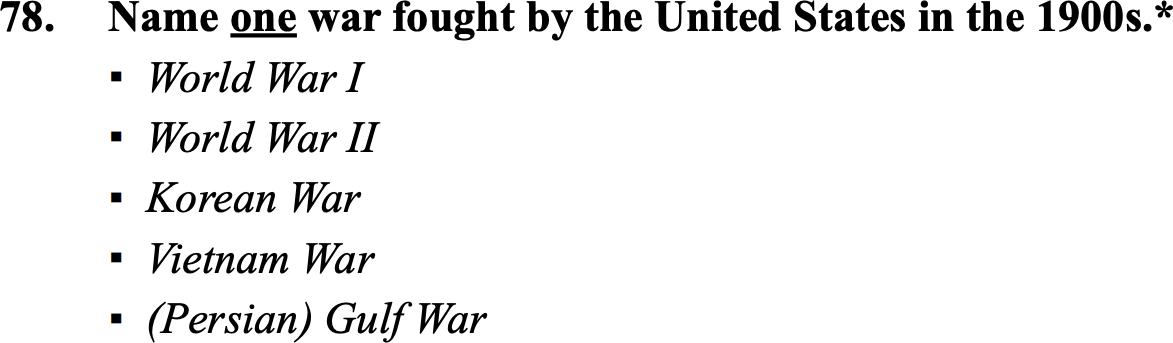 78. Name one war fought by the United States in the 1900s.*
▪ World War I
▪ World War II
▪ Korean War
▪ Vietnam War
▪ (Persian) Gulf War